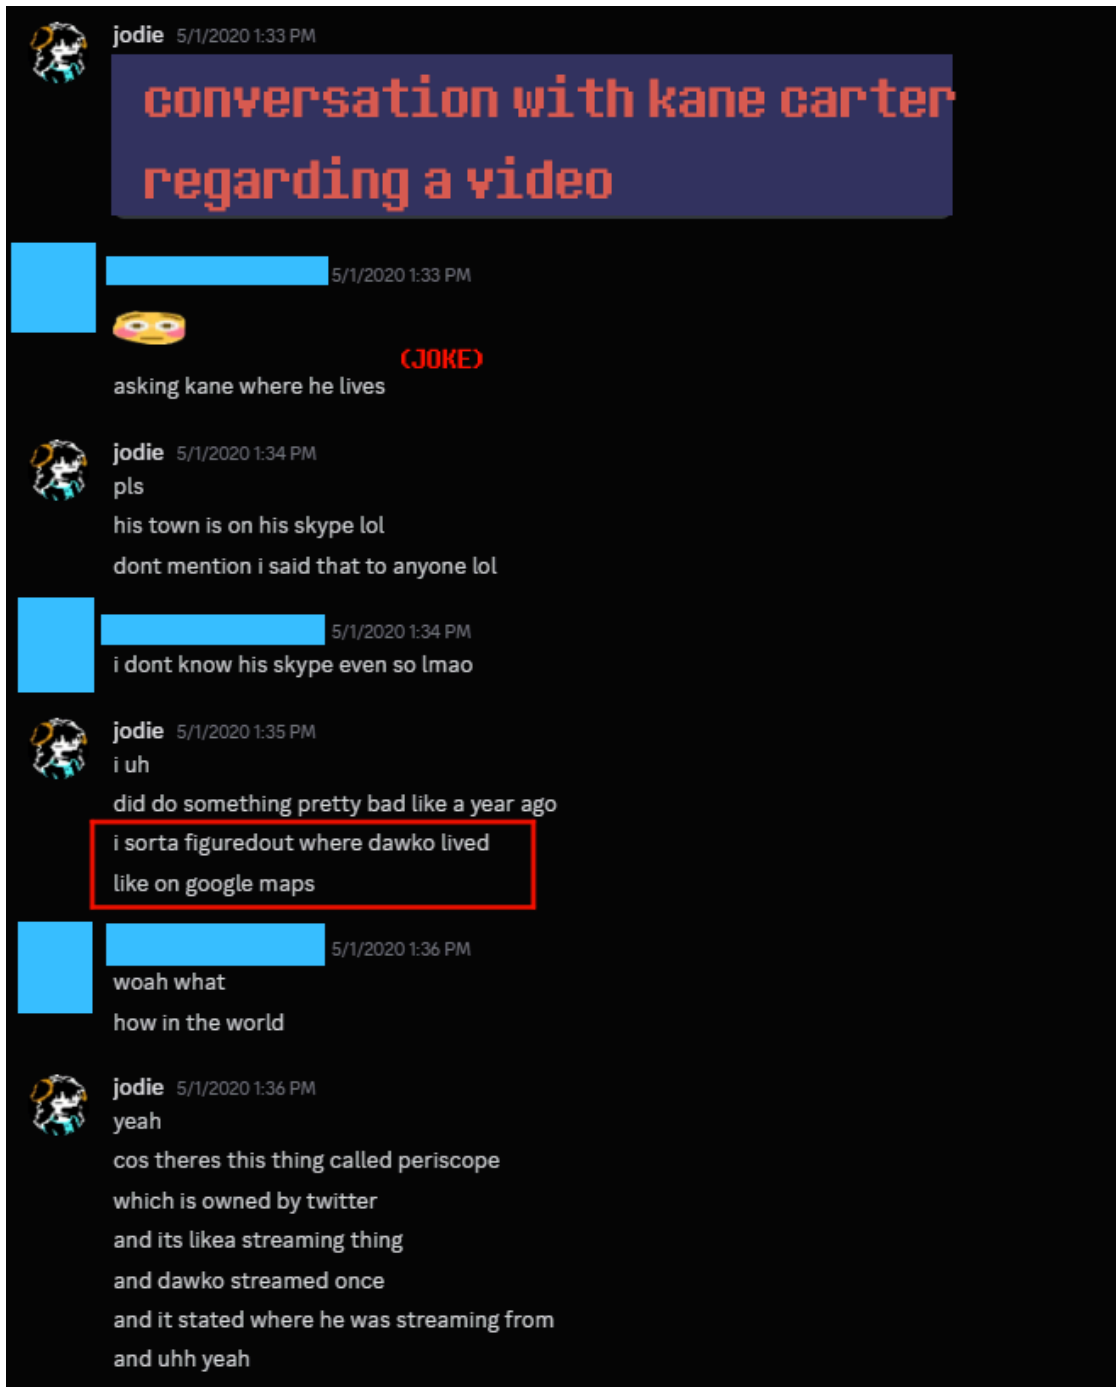 jodie 5/1/2020 1:33 PM
conversation with kane carter
regarding a video
5/1/2020 1:33 PM
(JOKE)
asking kane where he lives
jodie 5/1/2020 1:34 PM
pls
his town is on his skype lol
dont mention i said that to anyone lol
5/1/2020 1:34 PM
i dont know his skype even so lmao
jodie 5/1/2020 1:35 PM
i uh
did do something pretty bad like a year ago
i sorta figuredout where dawko lived
like on google maps
5/1/2020 1:36 PM
woah what
how in the world
jodie 5/1/2020 1:36 PM
yeah
cos theres this thing called periscope
which is owned by twitter
and its likea streaming thing
and dawko streamed once
and it stated where he was streaming from
and uhh yeah